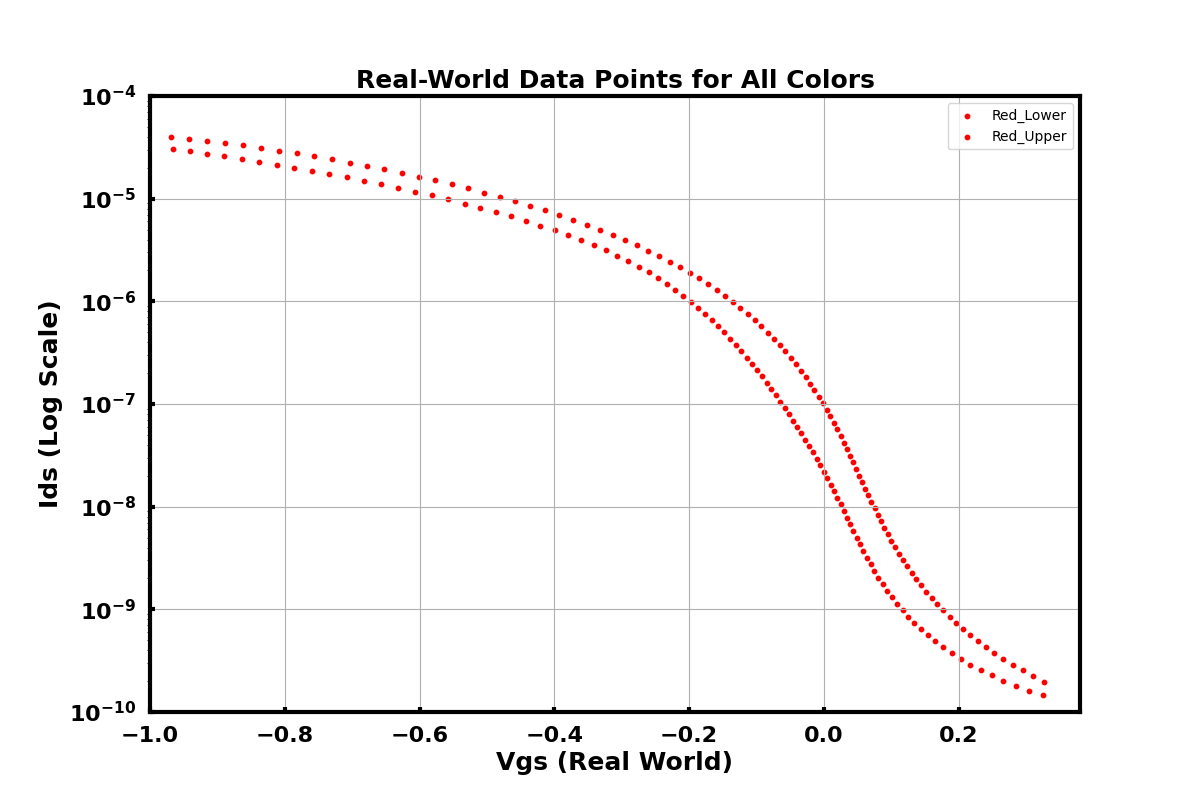 Real-World Data Points for All Colors
Red_Lower
Red_Upper
10⁻⁴
10⁻⁵
10⁻⁶
10⁻⁷
10⁻⁸
10⁻⁹
10⁻¹⁰
Ids (Log Scale)
−1.0 −0.8 −0.6 −0.4 −0.2 0.0 0.2
Vgs (Real World)